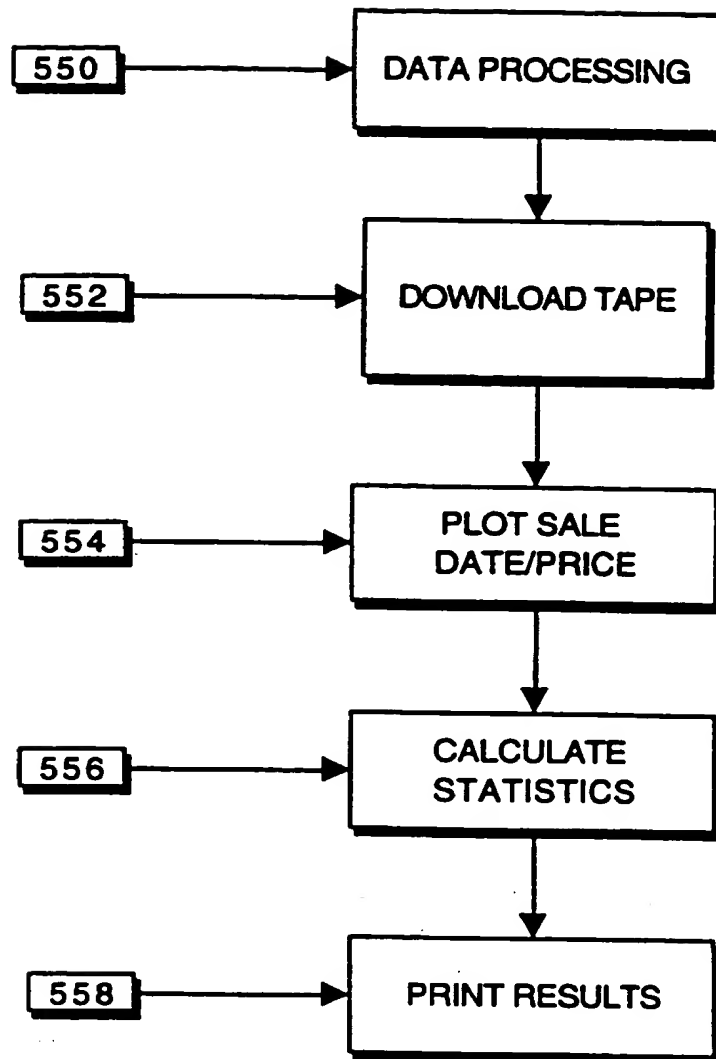 550
DATA PROCESSING
552
DOWNLOAD TAPE
554
PLOT SALE
DATE/PRICE
556
CALCULATE
STATISTICS
558
PRINT RESULTS